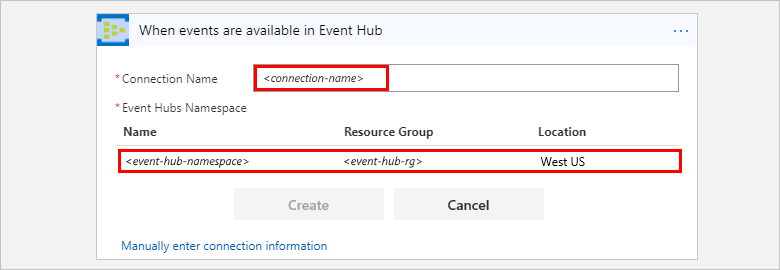 When events are available in Event Hub ...
* Connection Name <connection-name>
* Event Hubs Namespace
Name Resource Group Location
<event-hub-namespace> <event-hub-rg> West US
Create Cancel
Manually enter connection information